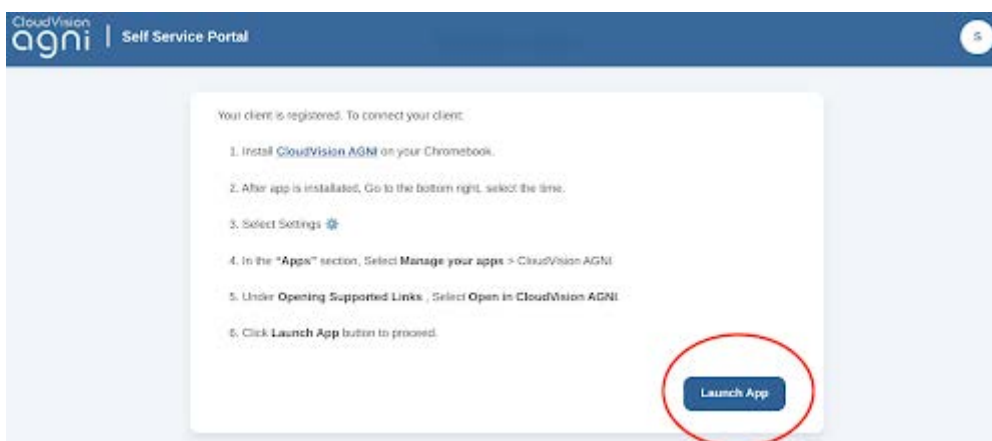 CloudVision
agni | Self Service Portal
S
Your client is registered. To connect your client:
1. Install CloudVision AGNI on your Chromebook.
2. After app is installated, Go to the bottom right, select the time.
3. Select Settings
4. In the "Apps" section, Select Manage your apps > CloudVision AGNI
5. Under Opening Supported Links , Select Open in CloudVision AGNI
6. Click Launch App button to proceed.
Launch App